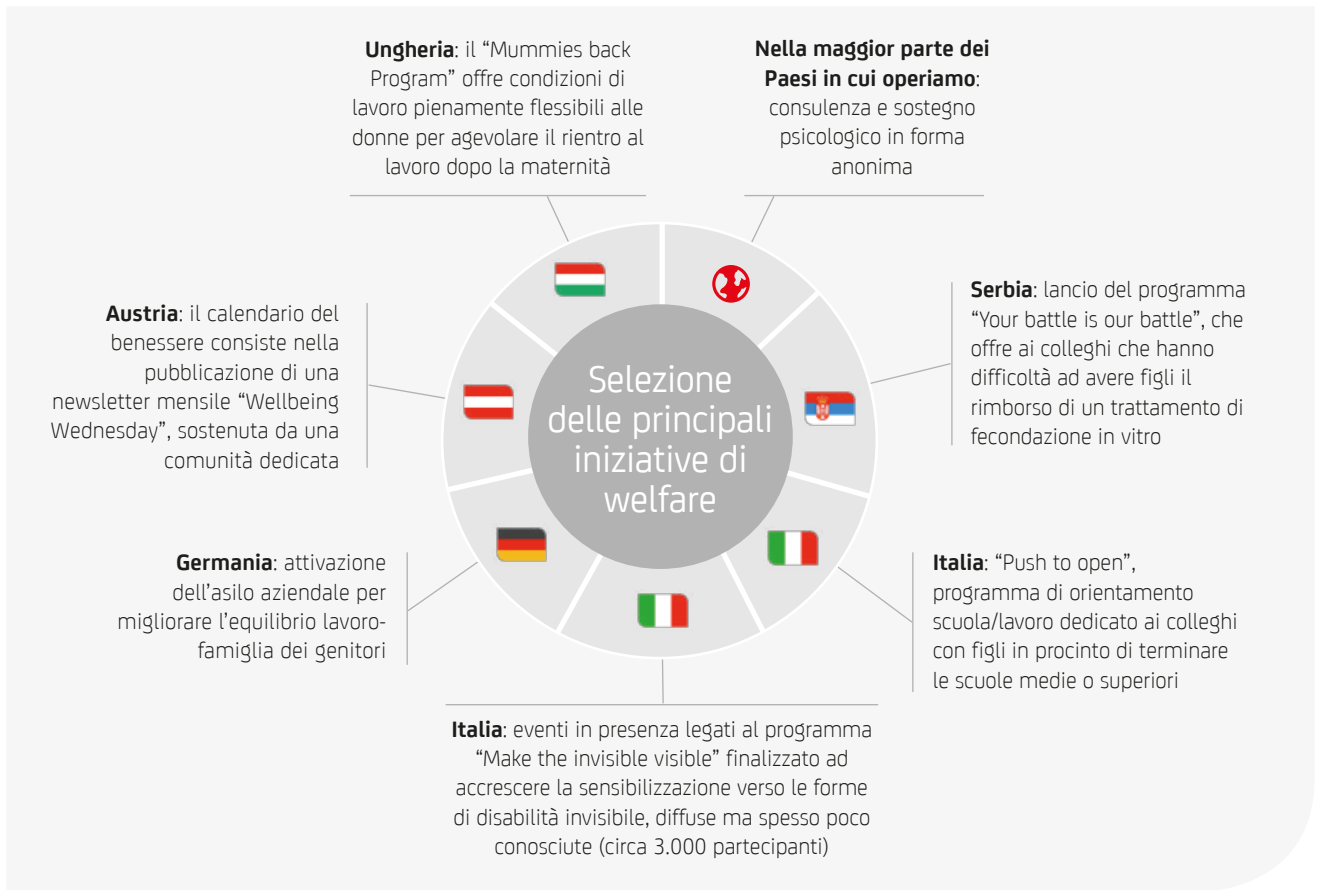 Ungheria: il “Mummies back
Program” offre condizioni di
lavoro pienamente flessibili alle
donne per agevolare il rientro al
lavoro dopo la maternità
Nella maggior parte dei
Paesi in cui operiamo:
consulenza e sostegno
psicologico in forma
anonima
Serbia: lancio del programma
“Your battle is our battle”, che
offre ai colleghi che hanno
difficoltà ad avere figli il
rimborso di un trattamento di
fecondazione in vitro
Austria: il calendario del
benessere consiste nella
pubblicazione di una
newsletter mensile “Wellbeing
Wednesday”, sostenuta da una
comunità dedicata
Selezione
delle principali
iniziative di
welfare
Germania: attivazione
dell’asilo aziendale per
migliorare l’equilibrio lavoro-
famiglia dei genitori
Italia: “Push to open”,
programma di orientamento
scuola/lavoro dedicato ai colleghi
con figli in procinto di terminare
le scuole medie o superiori
Italia: eventi in presenza legati al programma
“Make the invisible visible” finalizzato ad
accrescere la sensibilizzazione verso le forme
di disabilità invisibile, diffuse ma spesso poco
conosciute (circa 3.000 partecipanti)